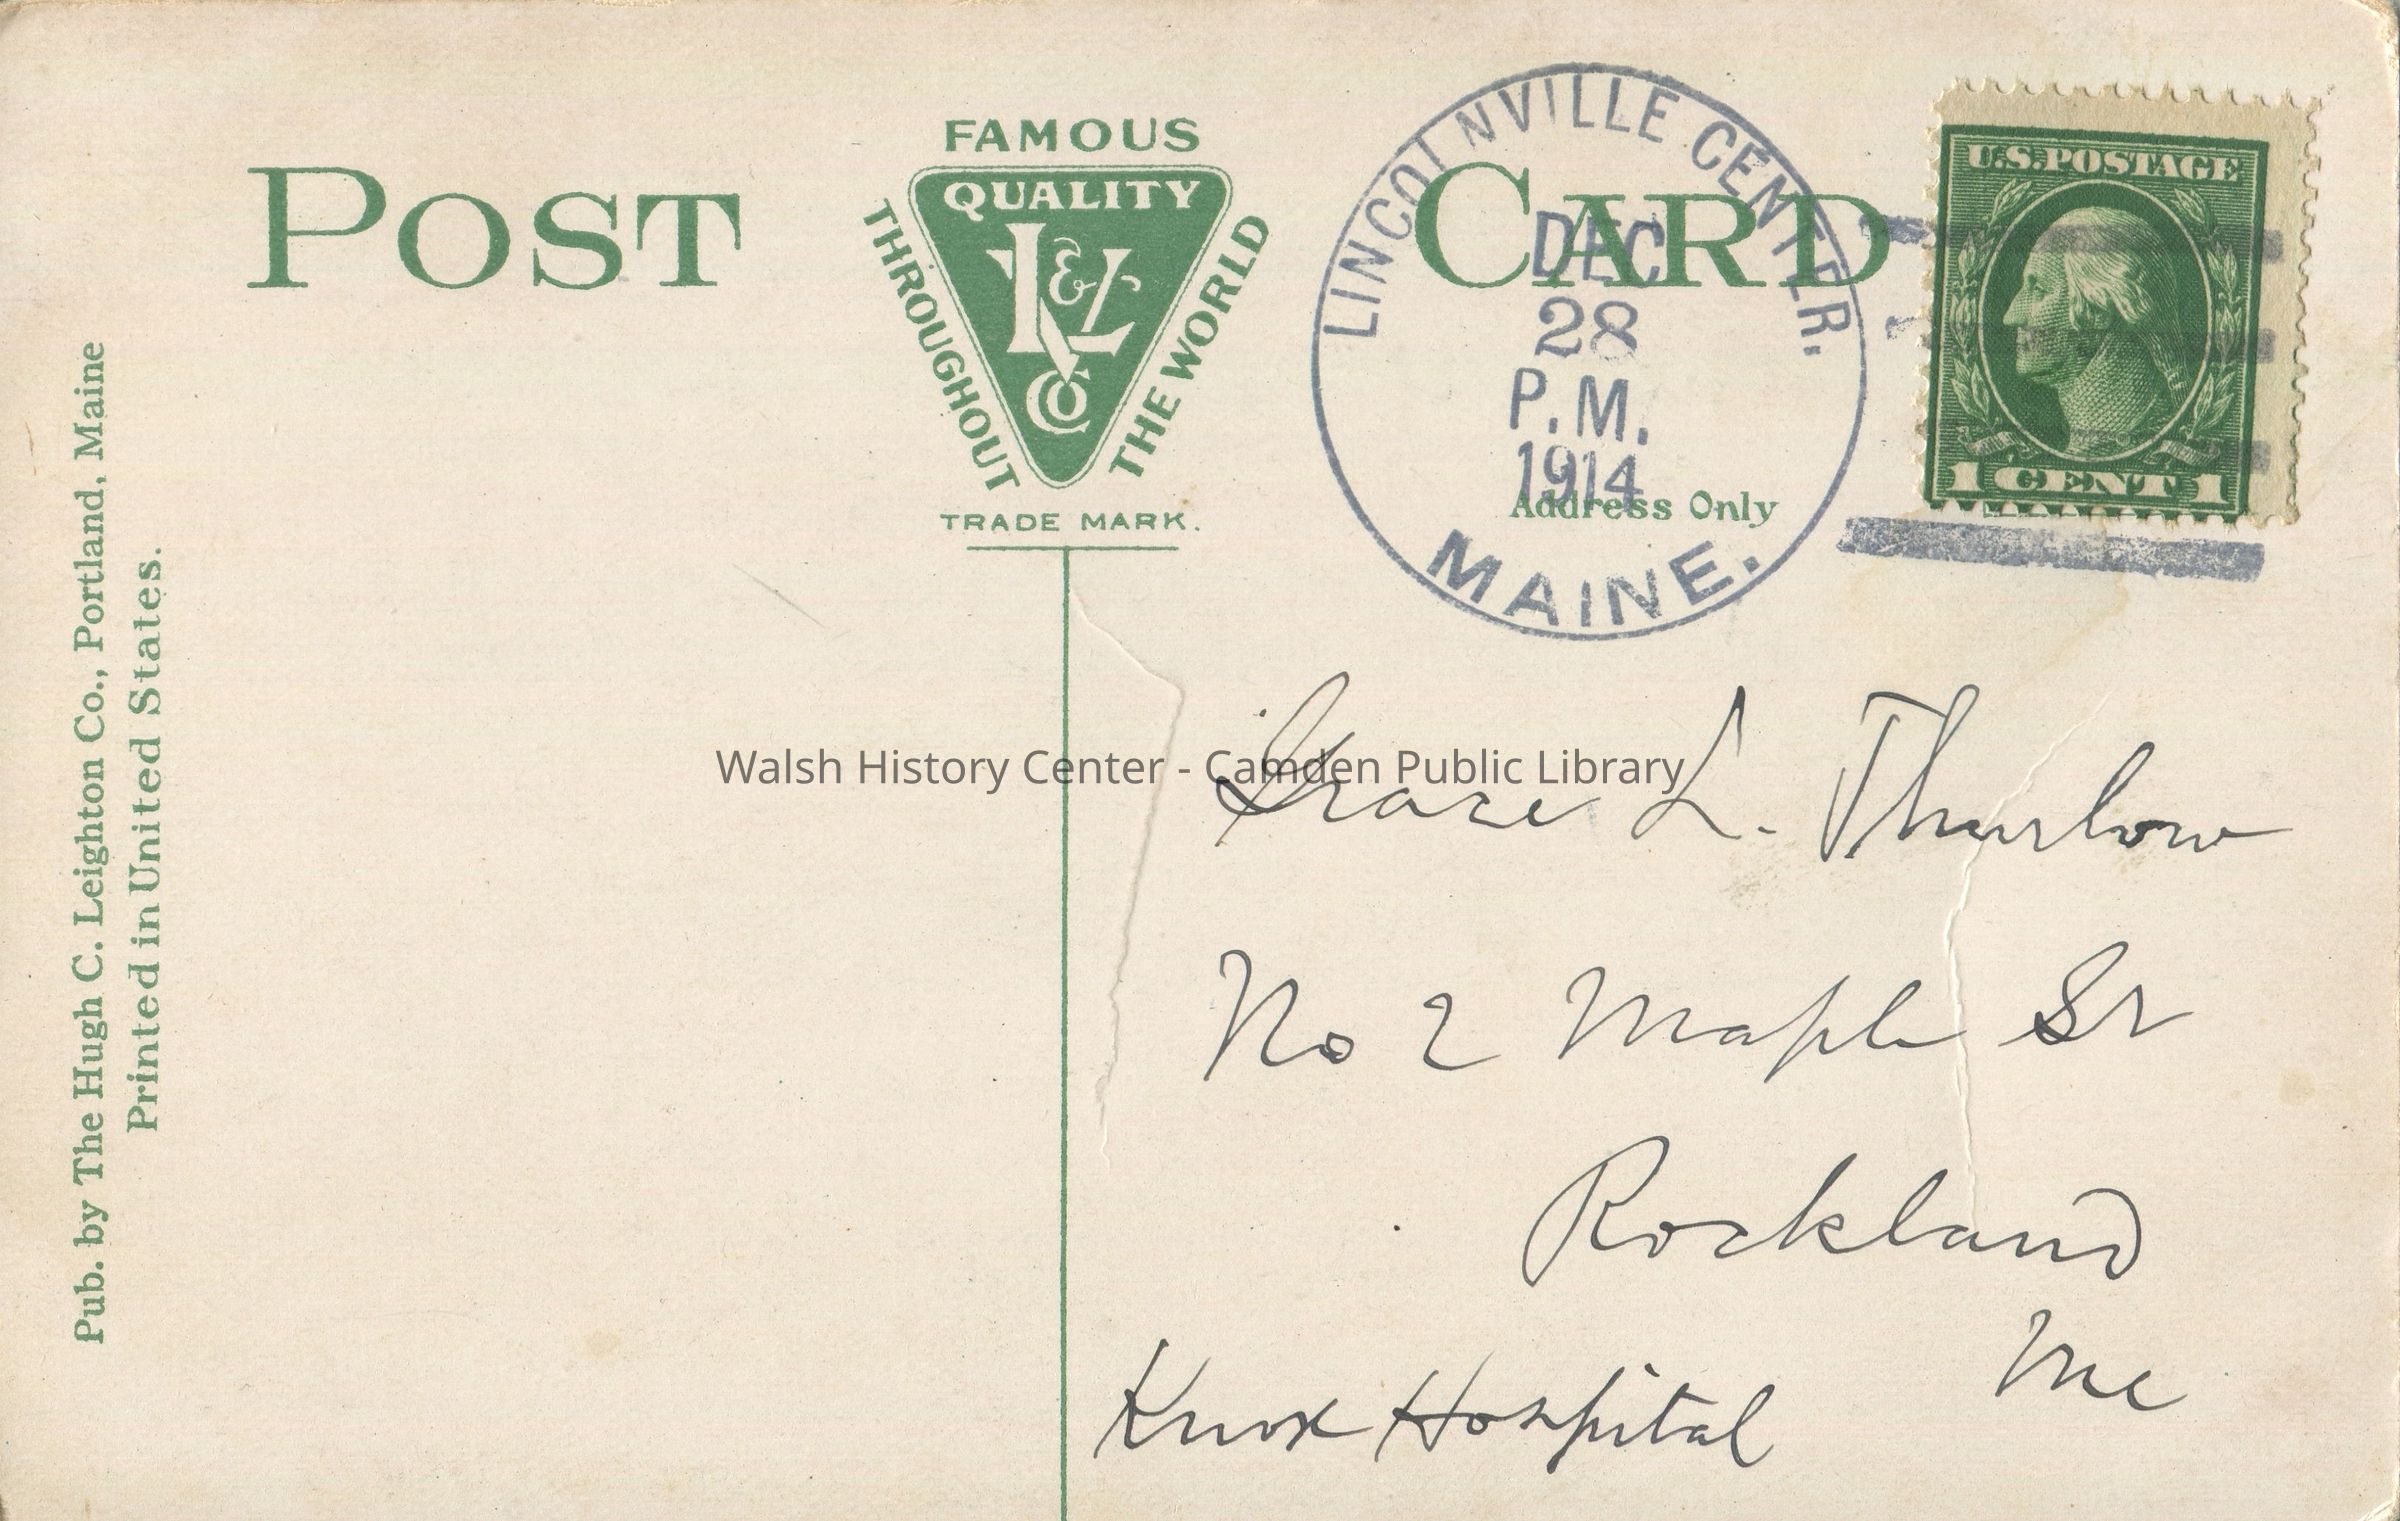 POST CARD
FAMOUS
QUALITY
THROUGHOUT
THE WORLD
L & Co
TRADE MARK.
Address Only
LINCOLNVILLE CENTER.
DEC
28
P.M.
1914
MAINE.
U.S.POSTAGE
1 CENT 1
Pub. by The Hugh C. Leighton Co., Portland, Maine
Printed in United States.
Walsh History Center - Camden Public Library
Grace L. Thurlow
No 2 Maple St
Rockland
Me
Knox Hospital